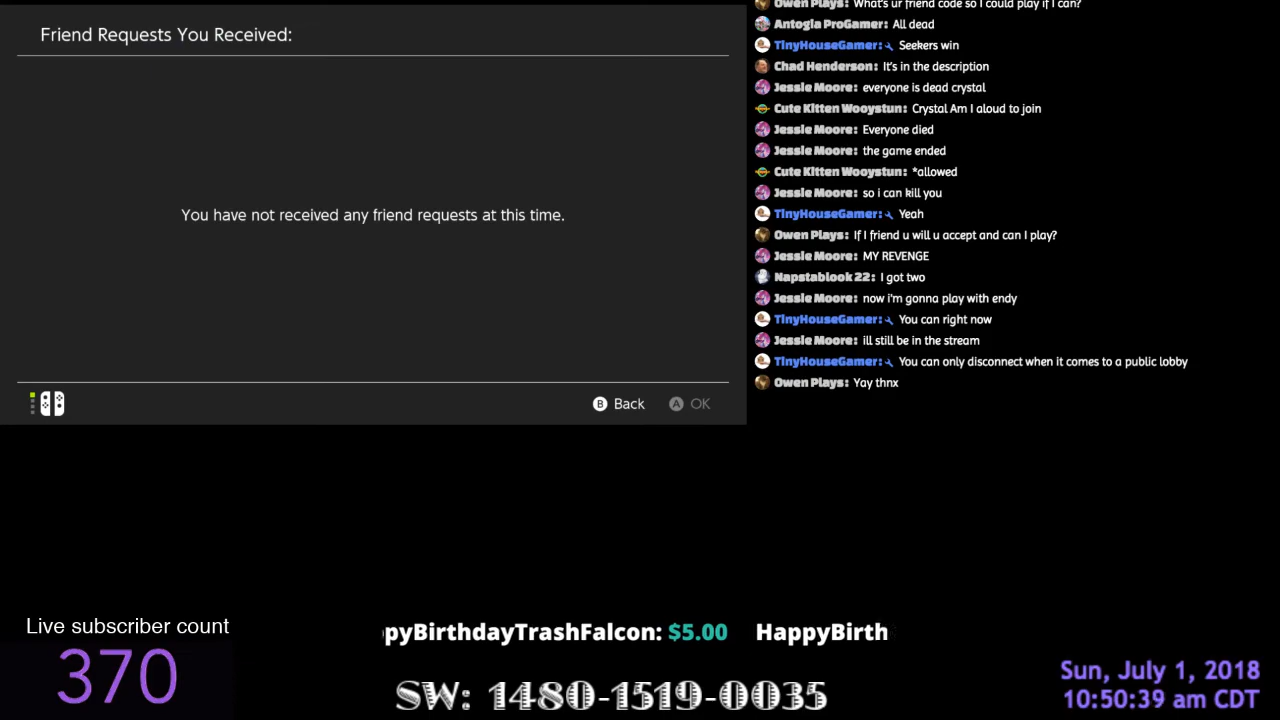 Friend Requests You Received:
You have not received any friend requests at this time.
B Back A OK
Owen Plays: What's ur friend code so I could play if I can?
Antogia ProGamer: All dead
TinyHouseGamer: Seekers win
Chad Henderson: It's in the description
Jessie Moore: everyone is dead crystal
Cute Kitten Wooystun: Crystal Am I aloud to join
Jessie Moore: Everyone died
Jessie Moore: the game ended
Cute Kitten Wooystun: *allowed
Jessie Moore: so i can kill you
TinyHouseGamer: Yeah
Owen Plays: If I friend u will u accept and can I play?
Jessie Moore: MY REVENGE
Napstablook 22: I got two
Jessie Moore: now i'm gonna play with endy
TinyHouseGamer: You can right now
Jessie Moore: ill still be in the stream
TinyHouseGamer: You can only disconnect when it comes to a public lobby
Owen Plays: Yay thnx
Live subscriber count
370
pyBirthdayTrashFalcon: $5.00 HappyBirth
SW: 1480-1519-0035
Sun, July 1, 2018
10:50:39 am CDT